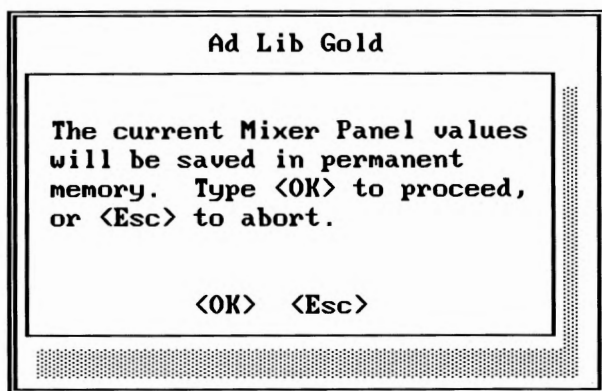 Ad Lib Gold
The current Mixer Panel values
will be saved in permanent
memory.  Type <OK> to proceed,
or <Esc> to abort.
<OK>  <Esc>